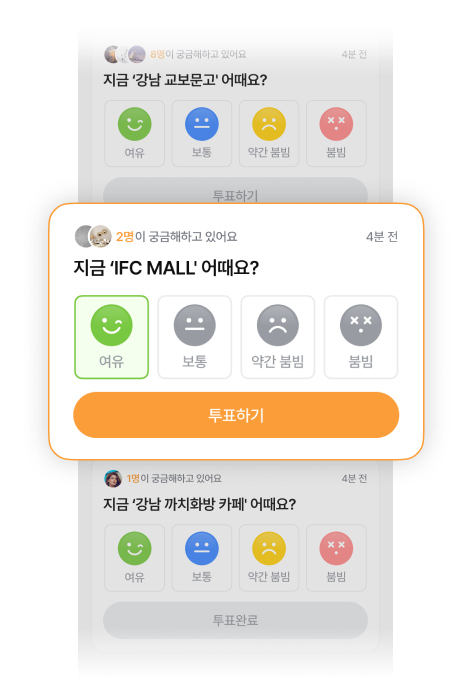 8명이 궁금해하고 있어요 4분 전
지금 ‘강남 교보문고' 어때요?
여유 보통 약간 붐빔 붐빔
투표하기
2명이 궁금해하고 있어요 4분 전
지금 ‘IFC MALL' 어때요?
여유 보통 약간 붐빔 붐빔
투표하기
1명이 궁금해하고 있어요 4분 전
지금 ‘강남 까치화방 카페' 어때요?
여유 보통 약간 붐빔 붐빔
투표완료